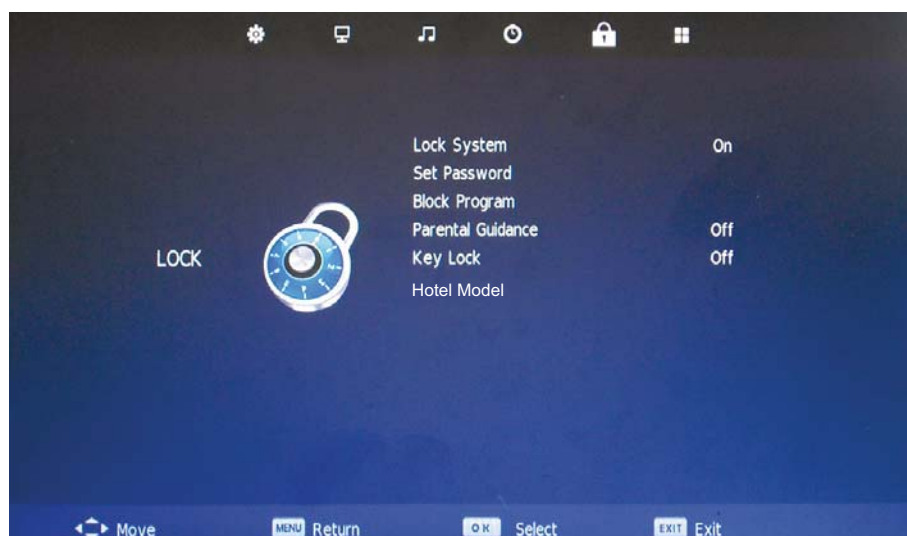 Lock System On
Set Password
Block Program
Parental Guidance Off
LOCK
Key Lock Off
Hotel Model
Move MENU Return OK Select EXIT Exit